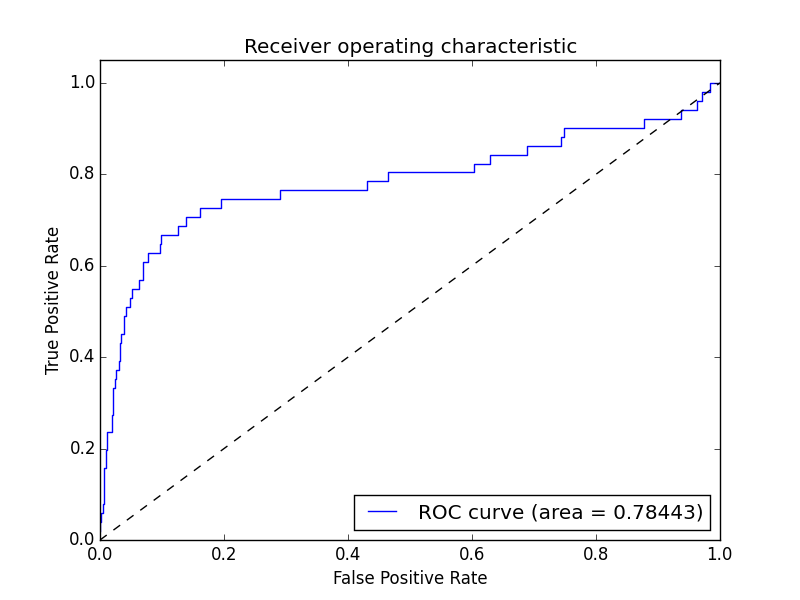 Receiver operating characteristic
True Positive Rate
1.0
0.8
0.6
0.4
0.2
0.0
ROC curve (area = 0.78443)
0.0 0.2 0.4 0.6 0.8 1.0
False Positive Rate